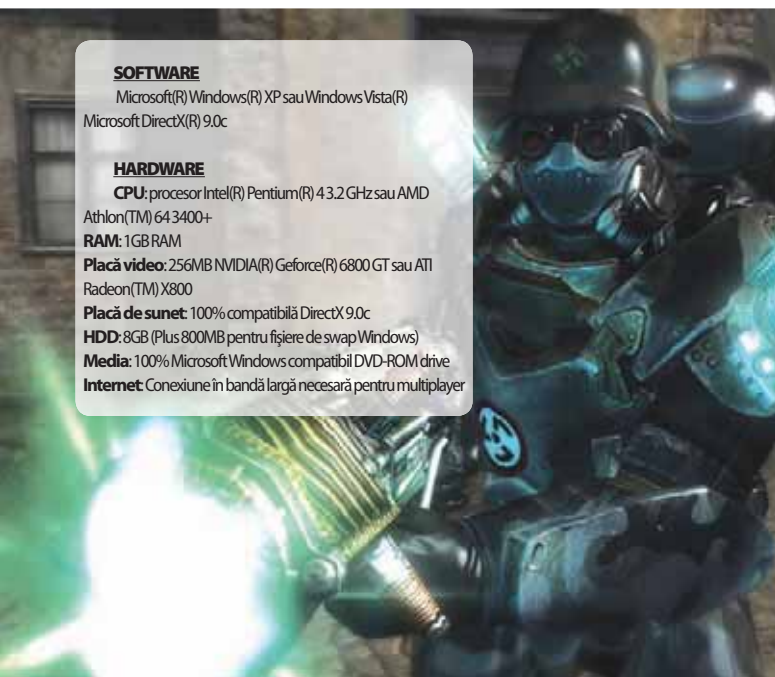 SOFTWARE
Microsoft(R) Windows(R) XP sau Windows Vista(R)
Microsoft DirectX(R) 9.0c
HARDWARE
CPU: procesor Intel(R) Pentium(R) 4 3.2 GHz sau AMD
Athlon(TM) 64 3400+
RAM: 1GB RAM
Placă video: 256MB NVIDIA(R) Geforce(R) 6800 GT sau ATI
Radeon(TM) X800
Placă de sunet: 100% compatibilă DirectX 9.0c
HDD: 8GB (Plus 800MB pentru fişiere de swap Windows)
Media: 100% Microsoft Windows compatibil DVD-ROM drive
Internet: Conexiune în bandă largă necesară pentru multiplayer